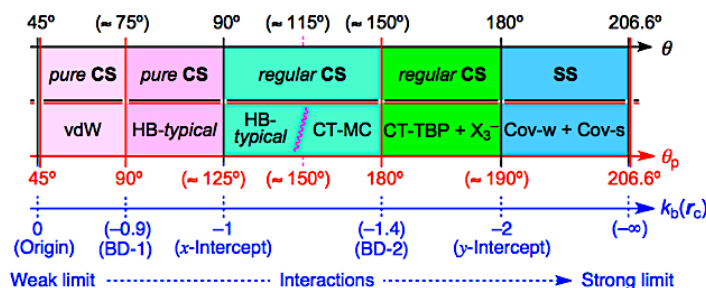 45º (≈ 75º) 90º (≈ 115º) (≈ 150º) 180º 206.6º
θ
pure CS pure CS regular CS regular CS SS
vdW HB-typical HB-typical CT-MC CT-TBP + X₃⁻ Cov-w + Cov-s
θp
45º 90º (≈ 125º) (≈ 150º) 180º (≈ 190º) 206.6º
0 (–0.9) –1 (–1.4) –2 (–∞) kb(rc)
(Origin) (BD-1) (x-Intercept) (BD-2) (y-Intercept)
Weak limit Interactions Strong limit